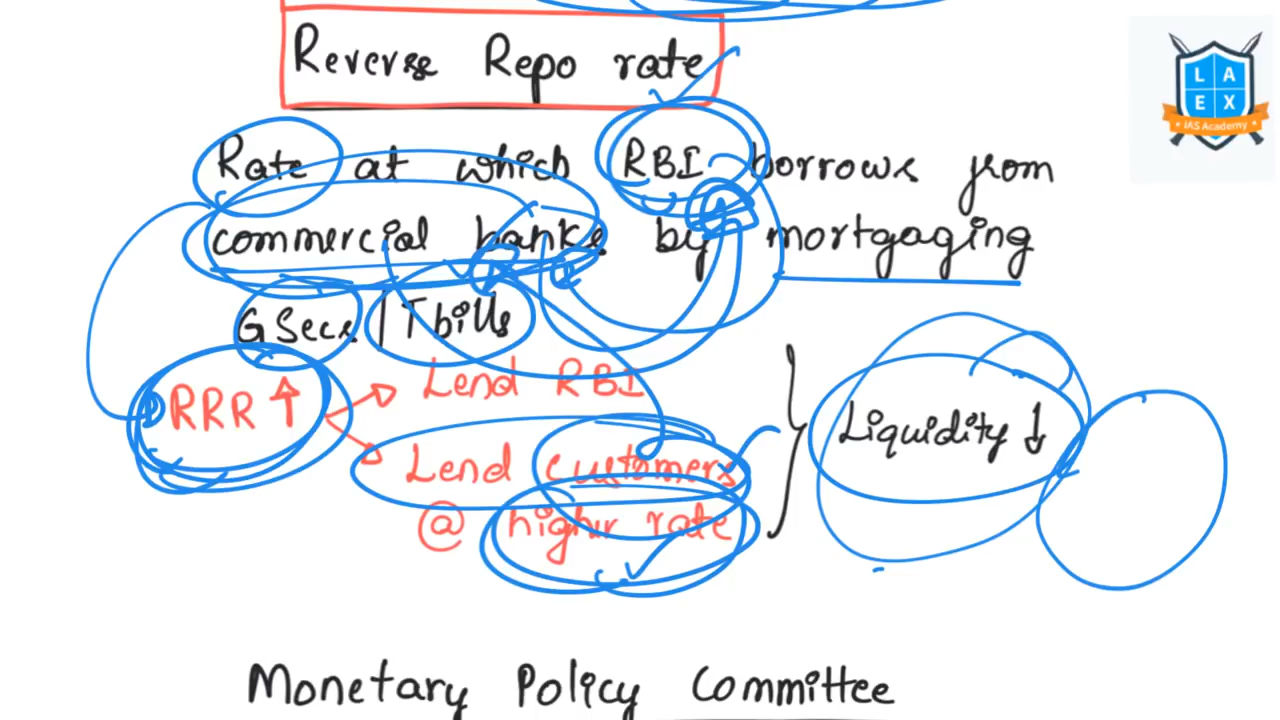 Reverse Repo rate
LAEX
IAS Academy
Rate at which RBI borrows from
commercial banks by mortgaging
GSecs | T bills
RRR ↑ → Lend RBI
→ Lend customers
@ higher rate
} Liquidity ↓
Monetary Policy Committee